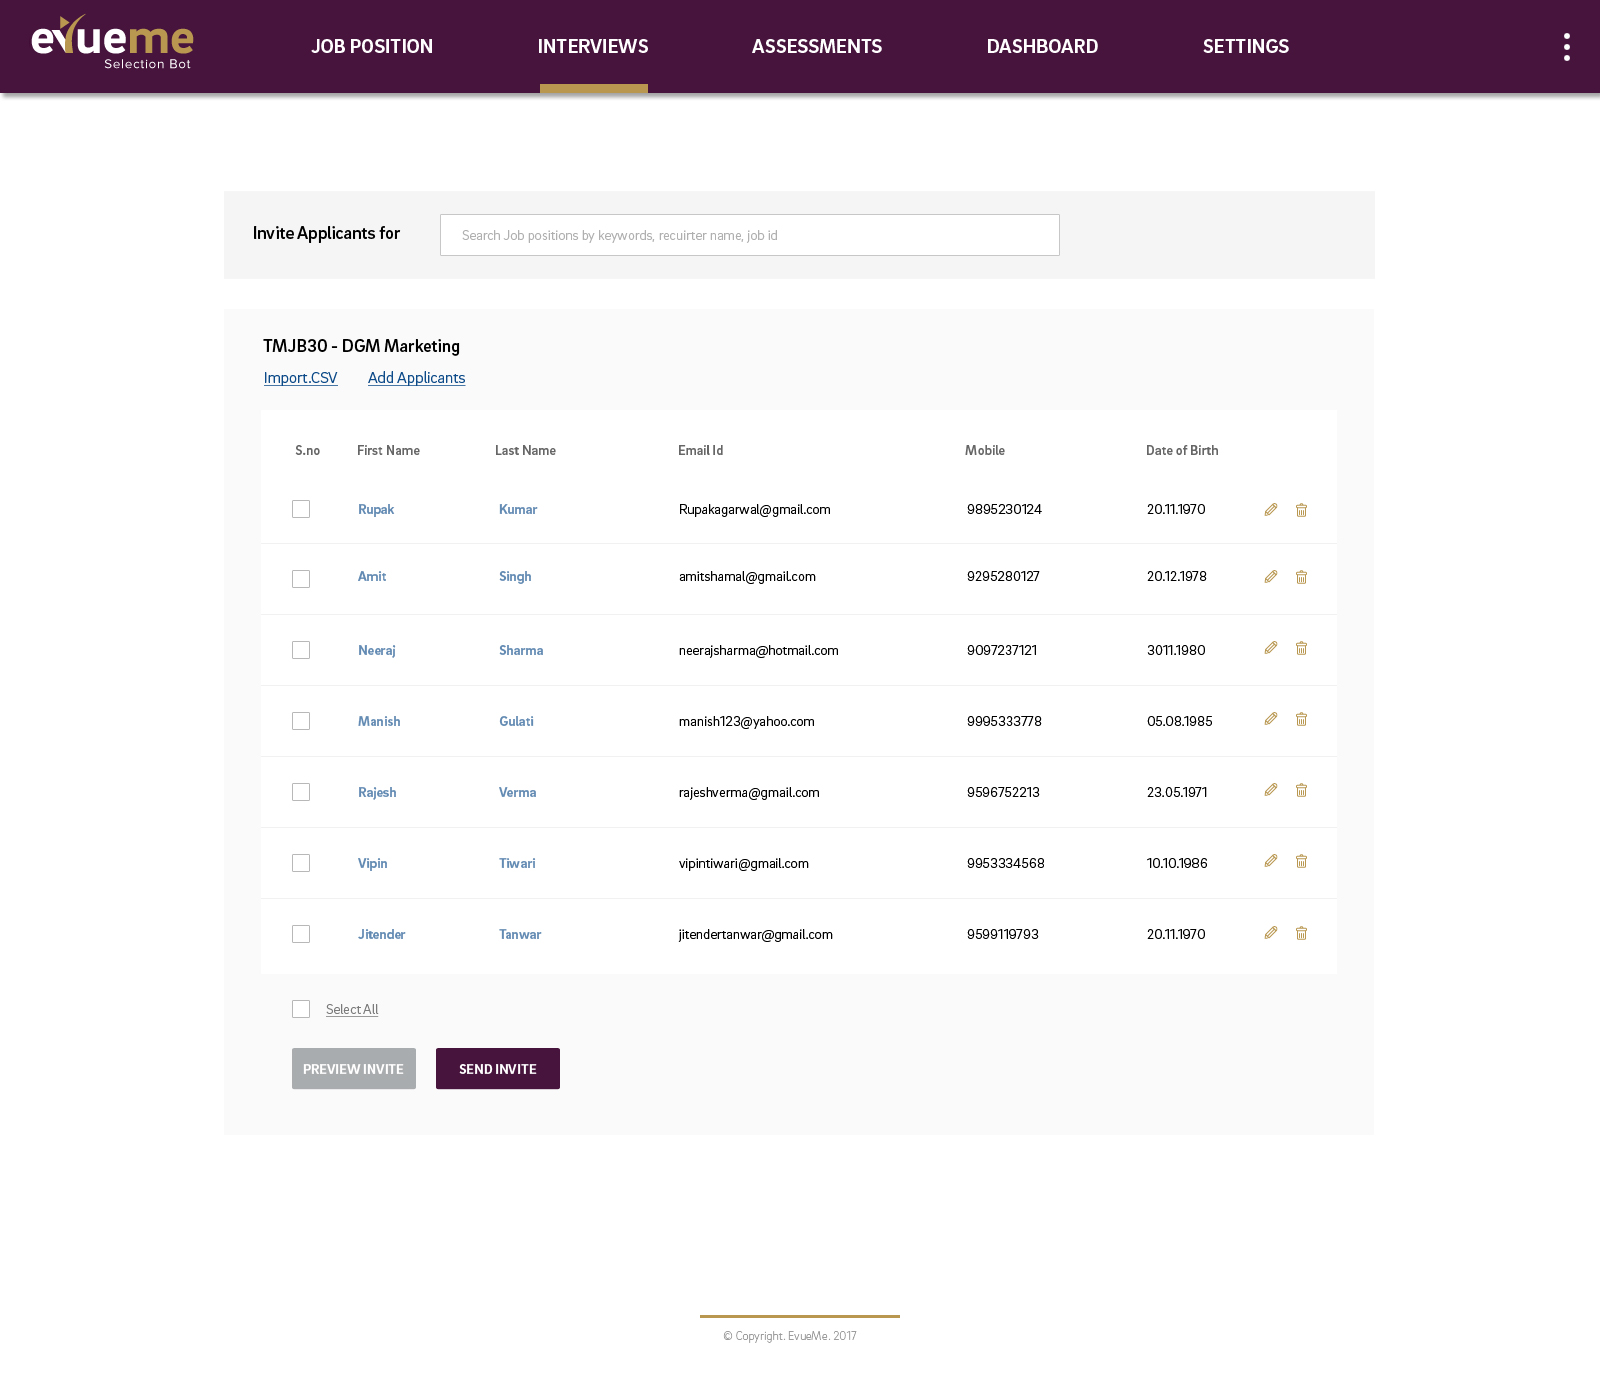 evueme
Selection Bot
JOB POSITION INTERVIEWS ASSESSMENTS DASHBOARD SETTINGS
Invite Applicants for Search Job positions by keywords, recuirter name, job id
TMJB30 - DGM Marketing
Import.CSV Add Applicants
S.no First Name Last Name Email Id Mobile Date of Birth
Rupak Kumar Rupakagarwal@gmail.com 9895230124 20.11.1970
Amit Singh amitshamal@gmail.com 9295280127 20.12.1978
Neeraj Sharma neerajsharma@hotmail.com 9097237121 3011.1980
Manish Gulati manish123@yahoo.com 9995333778 05.08.1985
Rajesh Verma rajeshverma@gmail.com 9596752213 23.05.1971
Vipin Tiwari vipintiwari@gmail.com 9953334568 10.10.1986
Jitender Tanwar jitendertanwar@gmail.com 9599119793 20.11.1970
Select All
PREVIEW INVITE SEND INVITE
© Copyright. EvueMe. 2017